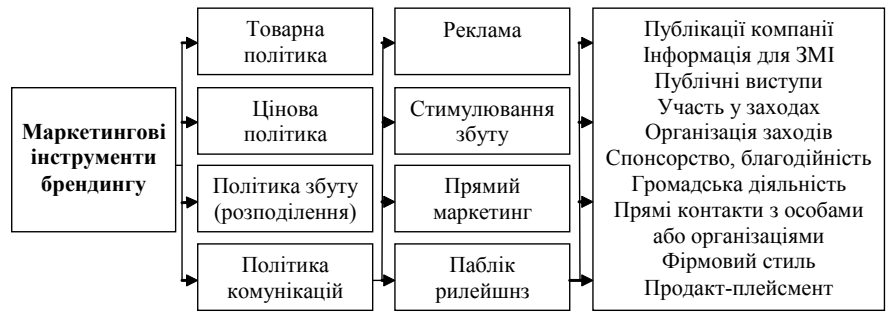 Маркетингові
інструменти
брендингу
Товарна
політика
Цінова
політика
Політика збуту
(розподілення)
Політика
комунікацій
Реклама
Стимулювання
збуту
Прямий
маркетинг
Паблік
рилейшнз
Публікації компанії
Інформація для ЗМІ
Публічні виступи
Участь у заходах
Організація заходів
Спонсорство, благодійність
Громадська діяльність
Прямі контакти з особами
або організаціями
Фірмовий стиль
Продакт-плейсмент